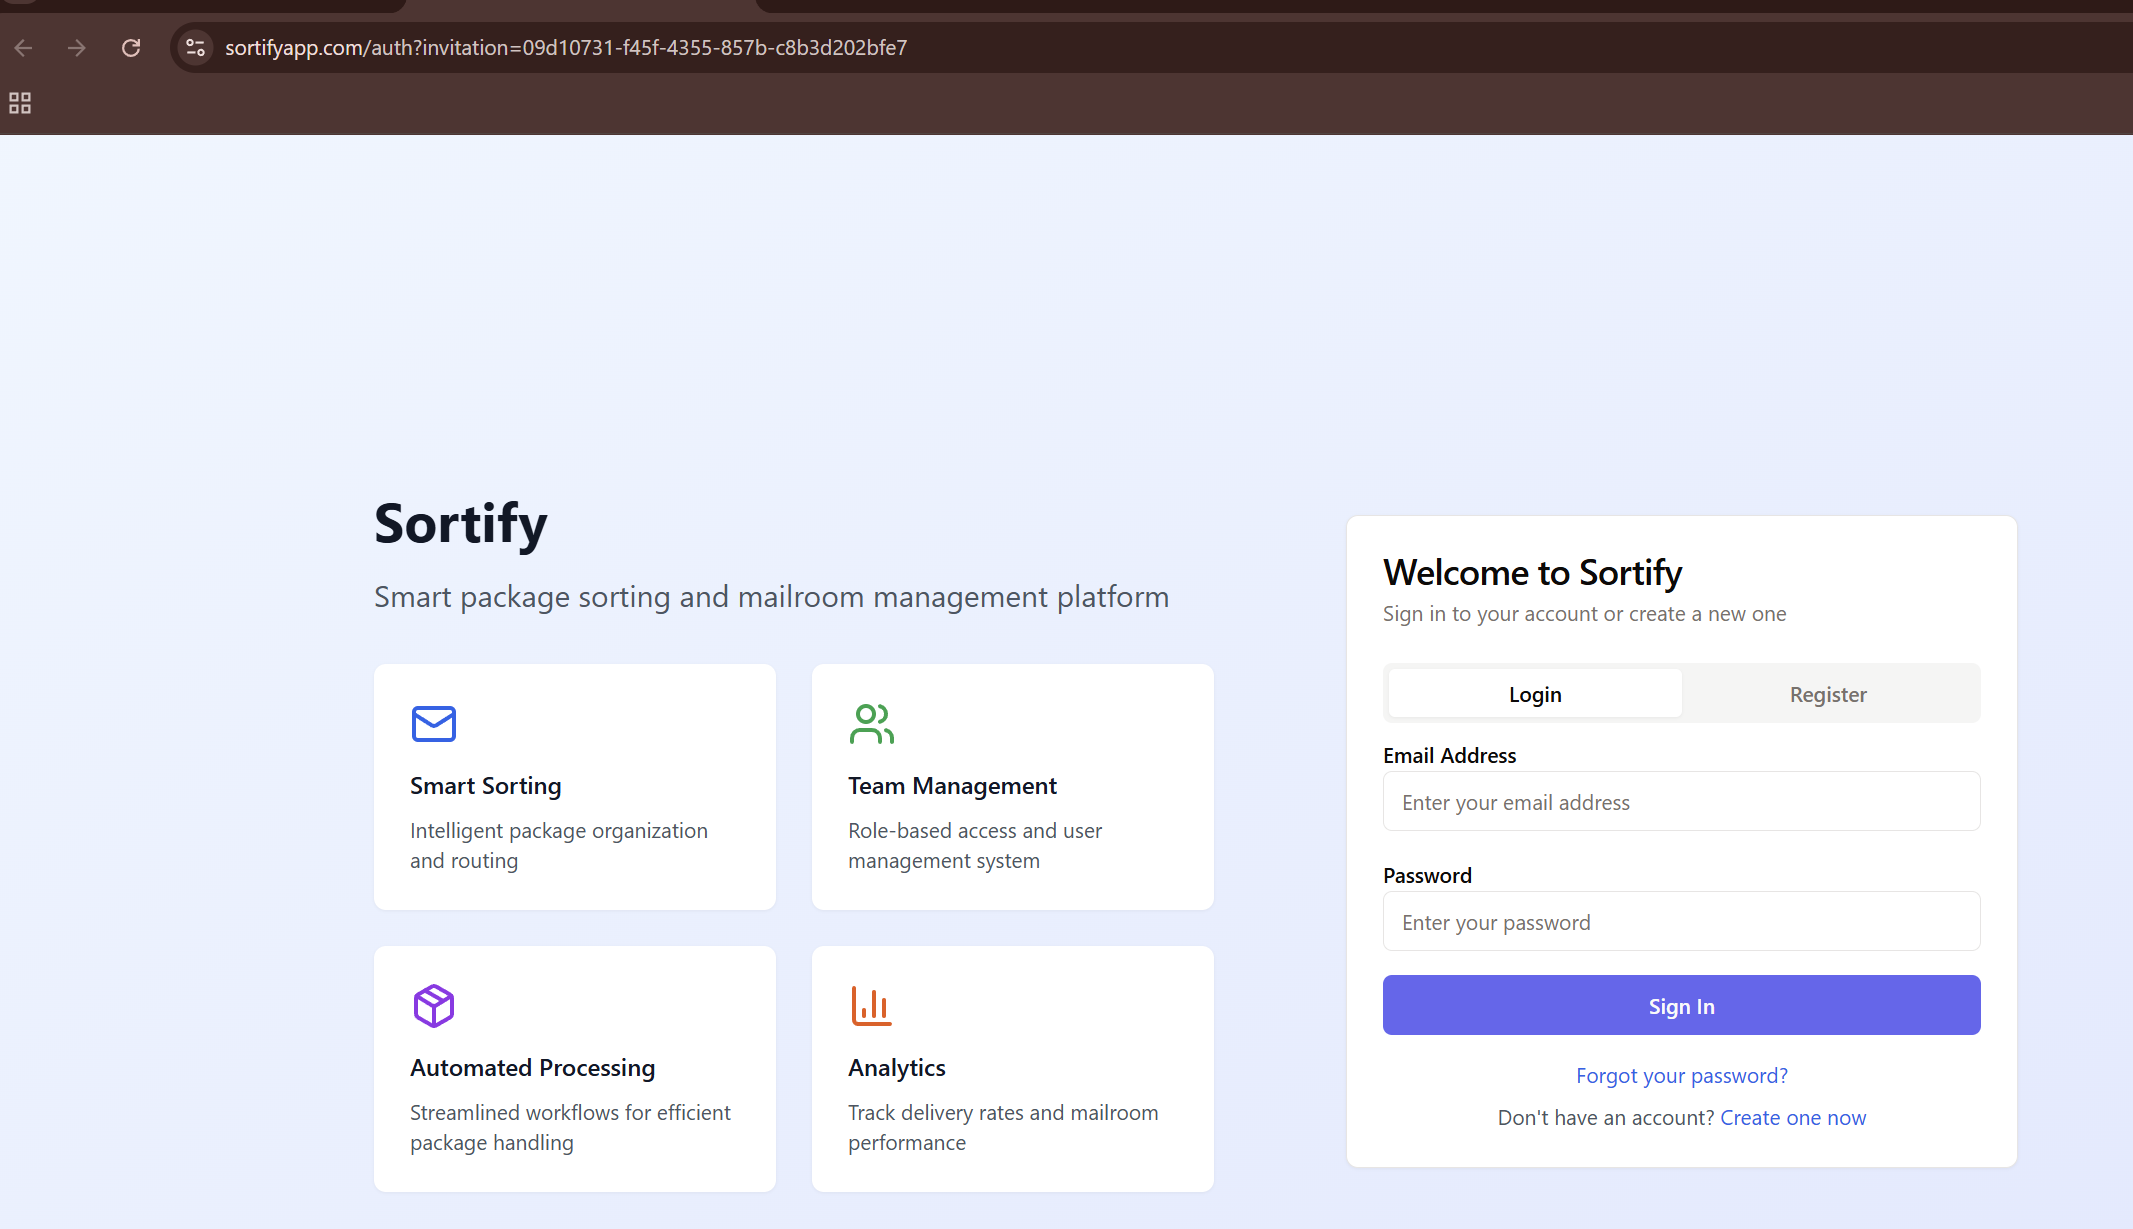 sortifyapp.com/auth?invitation=09d10731-f45f-4355-857b-c8b3d202bfe7
Sortify
Smart package sorting and mailroom management platform
Smart Sorting
Intelligent package organization
and routing
Team Management
Role-based access and user
management system
Automated Processing
Streamlined workflows for efficient
package handling
Analytics
Track delivery rates and mailroom
performance
Welcome to Sortify
Sign in to your account or create a new one
Login
Register
Email Address
Enter your email address
Password
Enter your password
Sign In
Forgot your password?
Don't have an account? Create one now